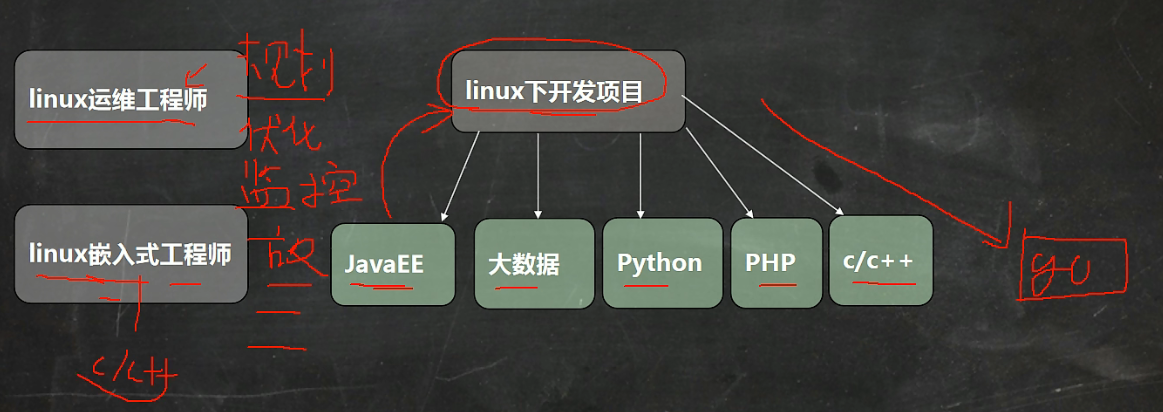 linux运维工程师
规划
优化
监控
linux下开发项目
linux嵌入式工程师
c/c++
JavaEE
大数据
Python
PHP
c/c++
go